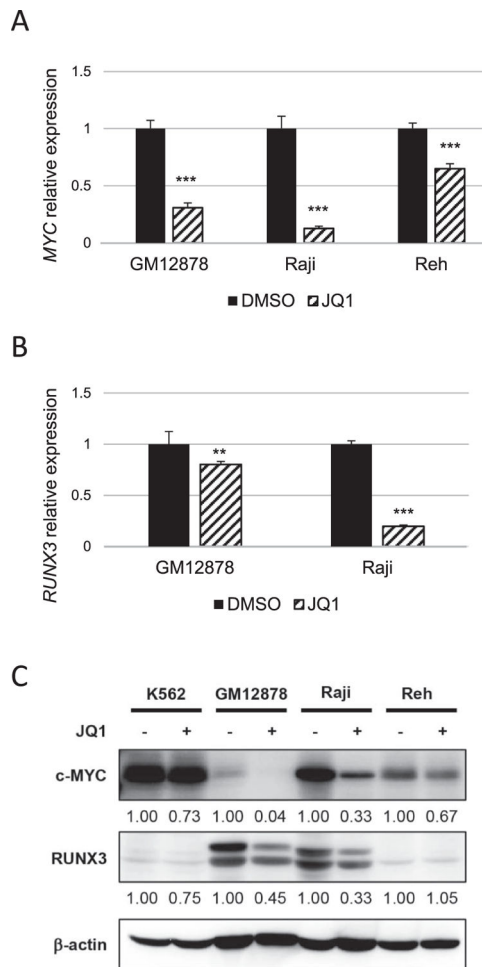 A
1.5
1
0.5
0
MYC relative expression
***
***
***
GM12878 Raji Reh
DMSO JQ1
B
1.5
1
0.5
0
RUNX3 relative expression
**
***
GM12878 Raji
DMSO JQ1
C
K562 GM12878 Raji Reh
JQ1 - + - + - + - +
c-MYC
1.00 0.73 1.00 0.04 1.00 0.33 1.00 0.67
RUNX3
1.00 0.75 1.00 0.45 1.00 0.33 1.00 1.05
β-actin